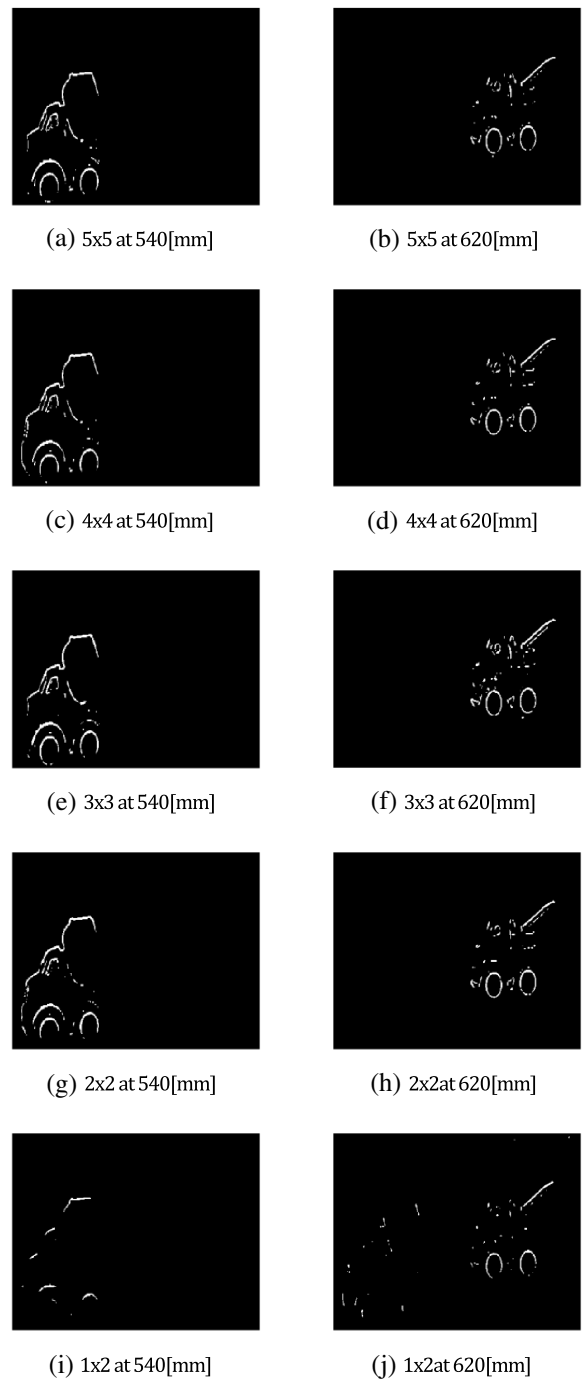 (a) 5x5 at 540[mm]
(b) 5x5 at 620[mm]
(c) 4x4 at 540[mm]
(d) 4x4 at 620[mm]
(e) 3x3 at 540[mm]
(f) 3x3 at 620[mm]
(g) 2x2 at 540[mm]
(h) 2x2at 620[mm]
(i) 1x2 at 540[mm]
(j) 1x2at 620[mm]